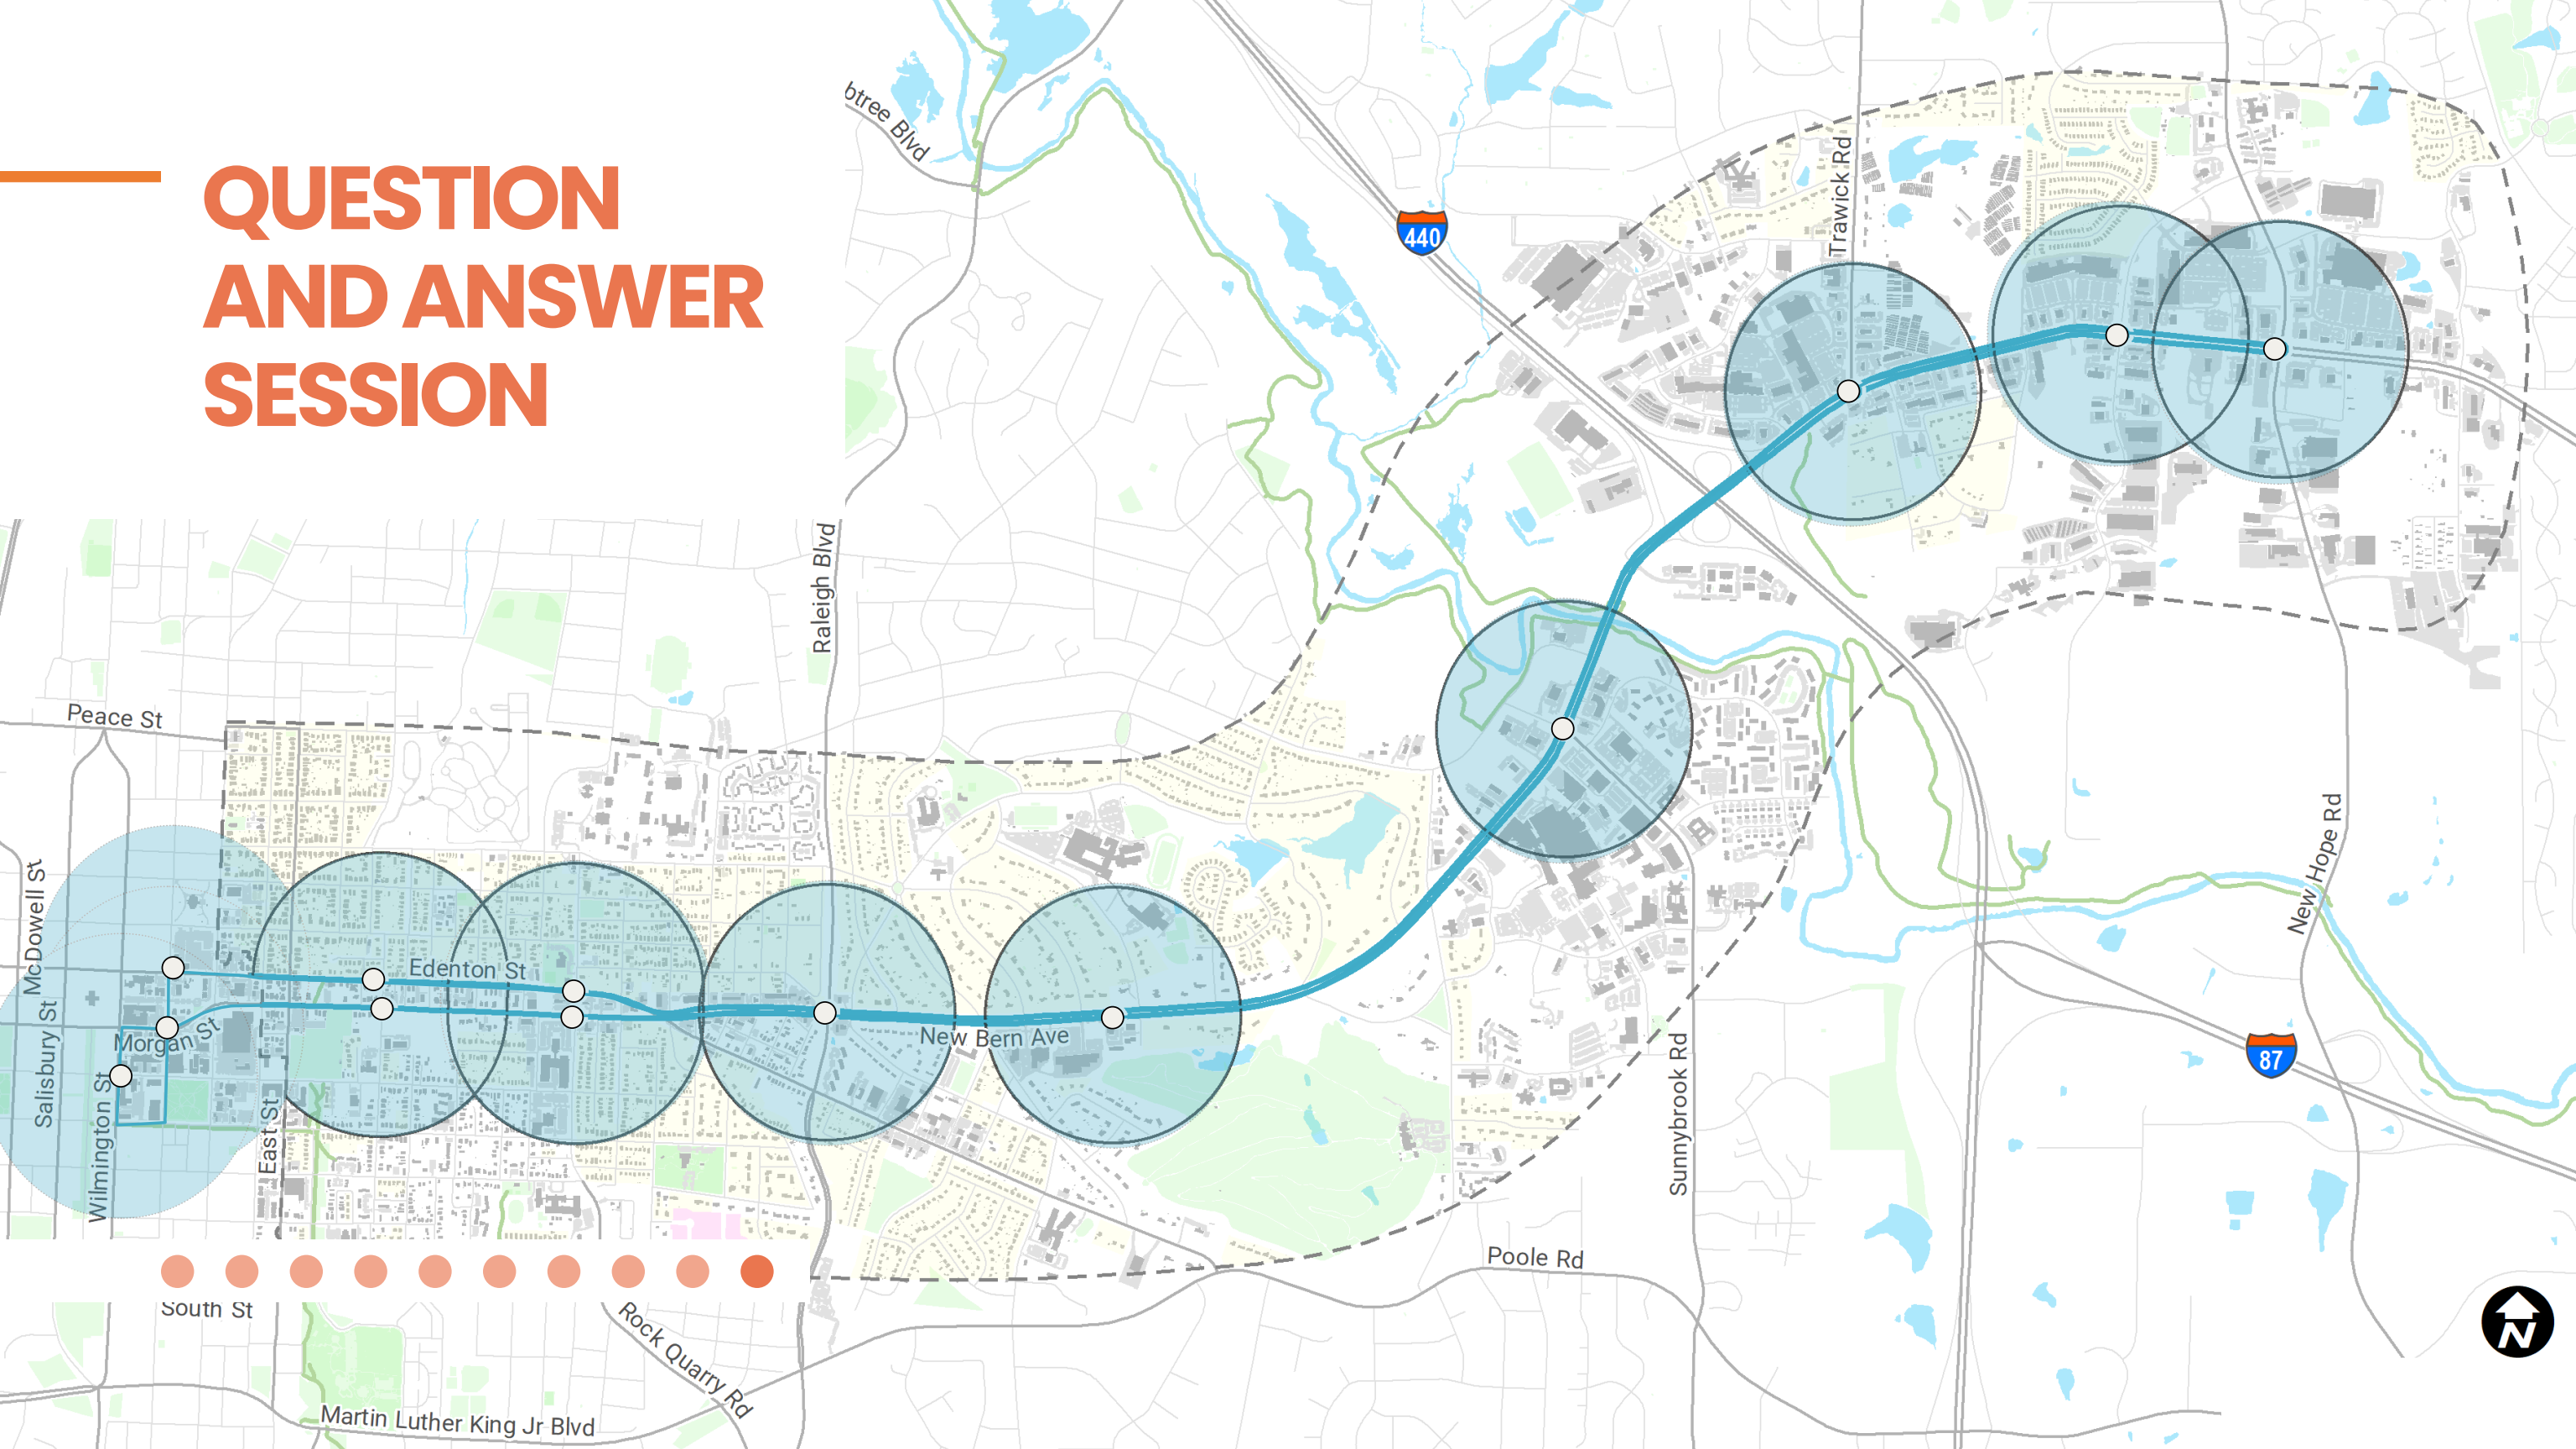 QUESTION
AND ANSWER
SESSION
btree Blvd
440
Trawick Rd
Raleigh Blvd
Peace St
McDowell St
Salisbury St
Wilmington St
Morgan St
East St
Edenton St
New Bern Ave
New Hope Rd
Sunnybrook Rd
87
Poole Rd
South St
Rock Quarry Rd
Martin Luther King Jr Blvd
N